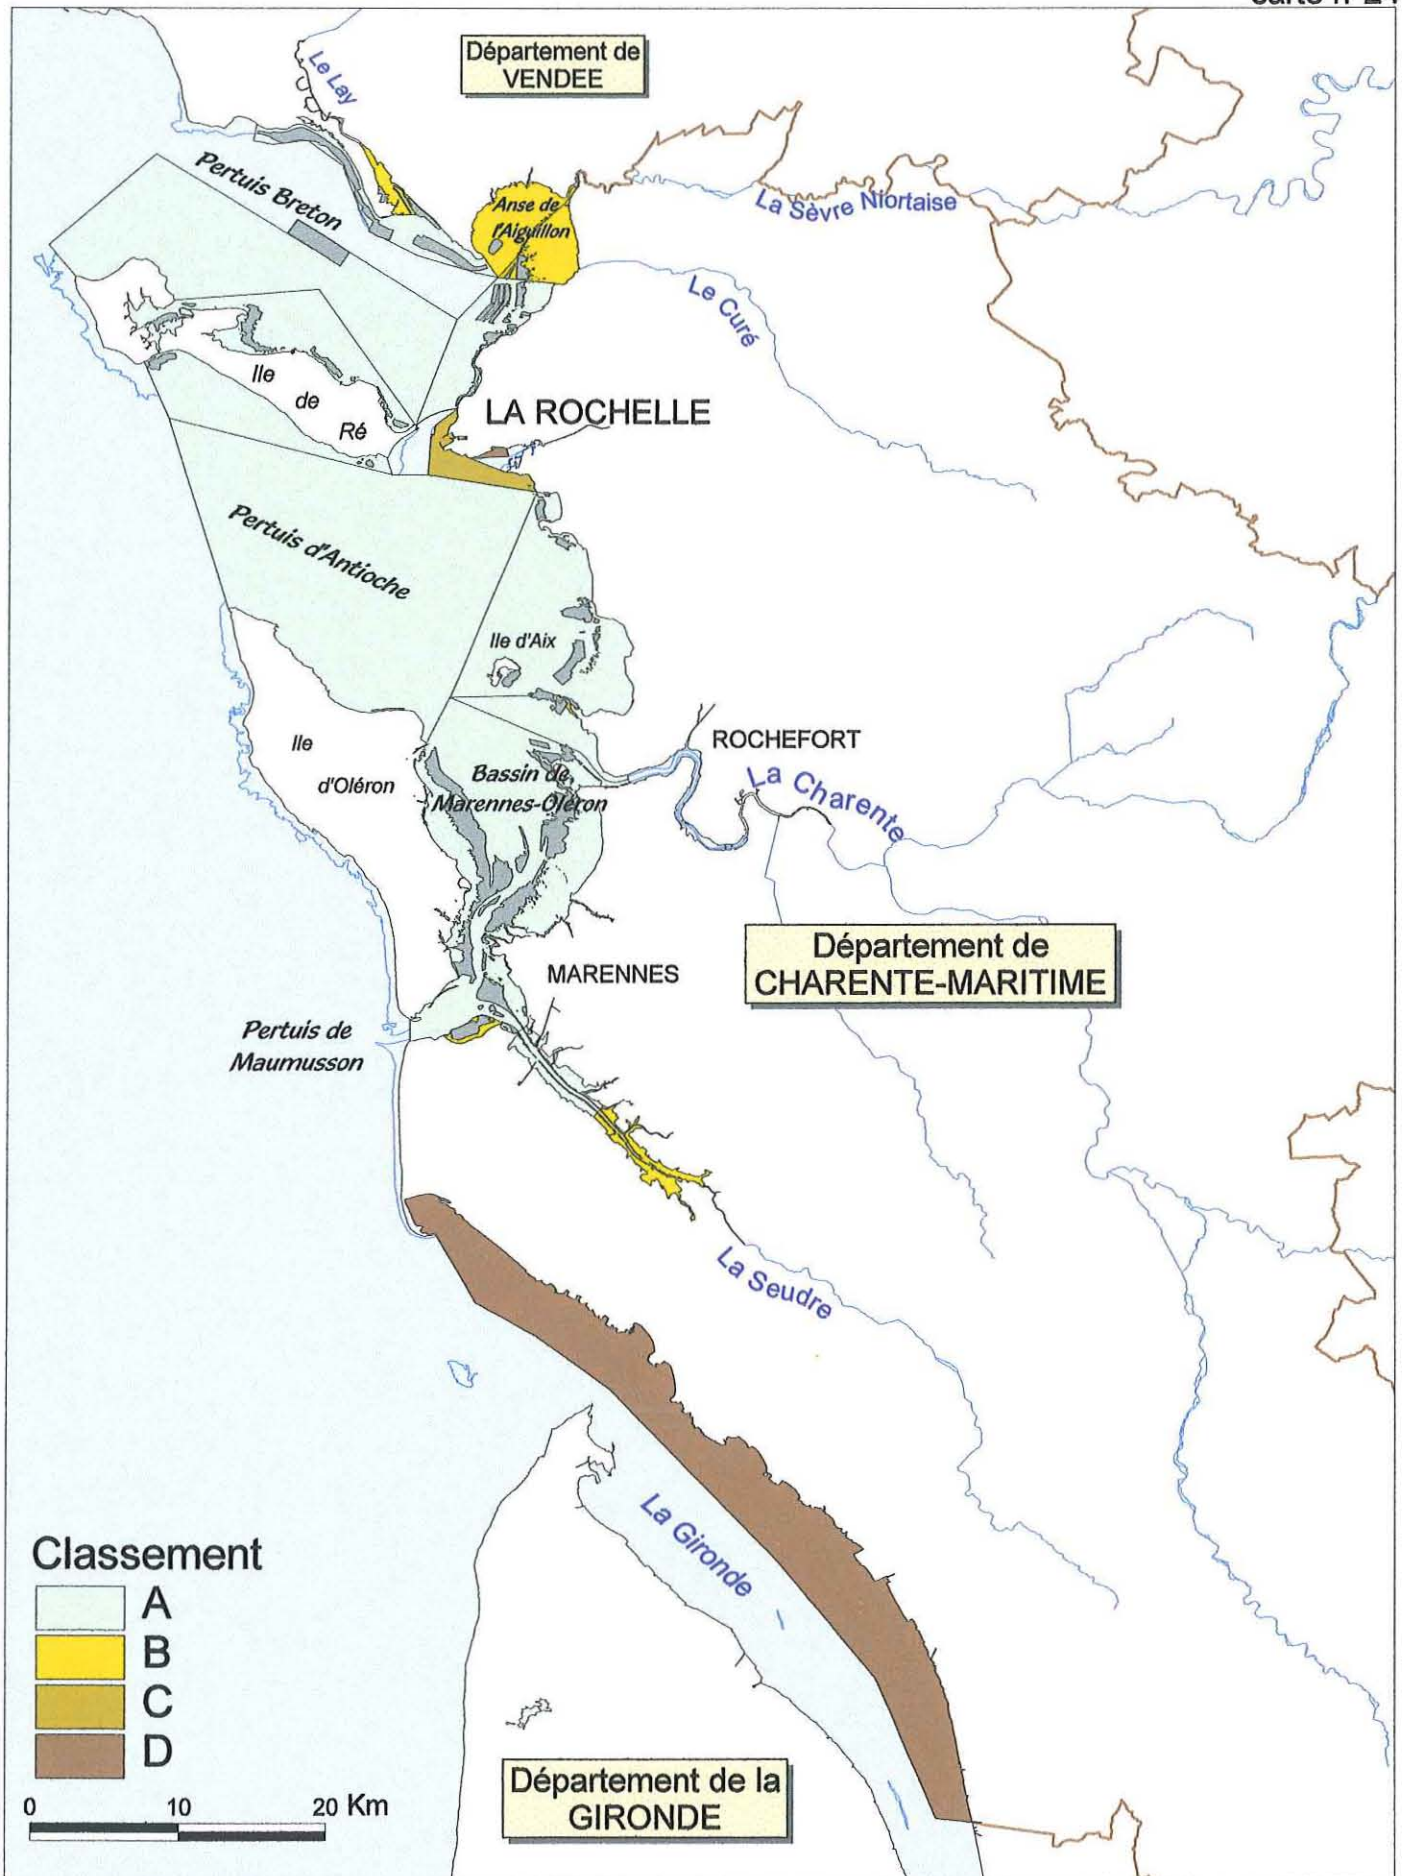 Département de
VENDEE
Le Lay
Pertuis Breton
Anse de
l'Aiguillon
La Sèvre Niortaise
Le Curé
Ile
de
Ré
LA ROCHELLE
Pertuis d'Antioche
Ile d'Aix
Ile
d'Oléron
Bassin de
Marennes-Oléron
ROCHEFORT
La Charente
Département de
CHARENTE-MARITIME
MARENNES
Pertuis de
Maumusson
La Seudre
La Gironde
Classement
A
B
C
D
0 10 20 Km
Département de la
GIRONDE